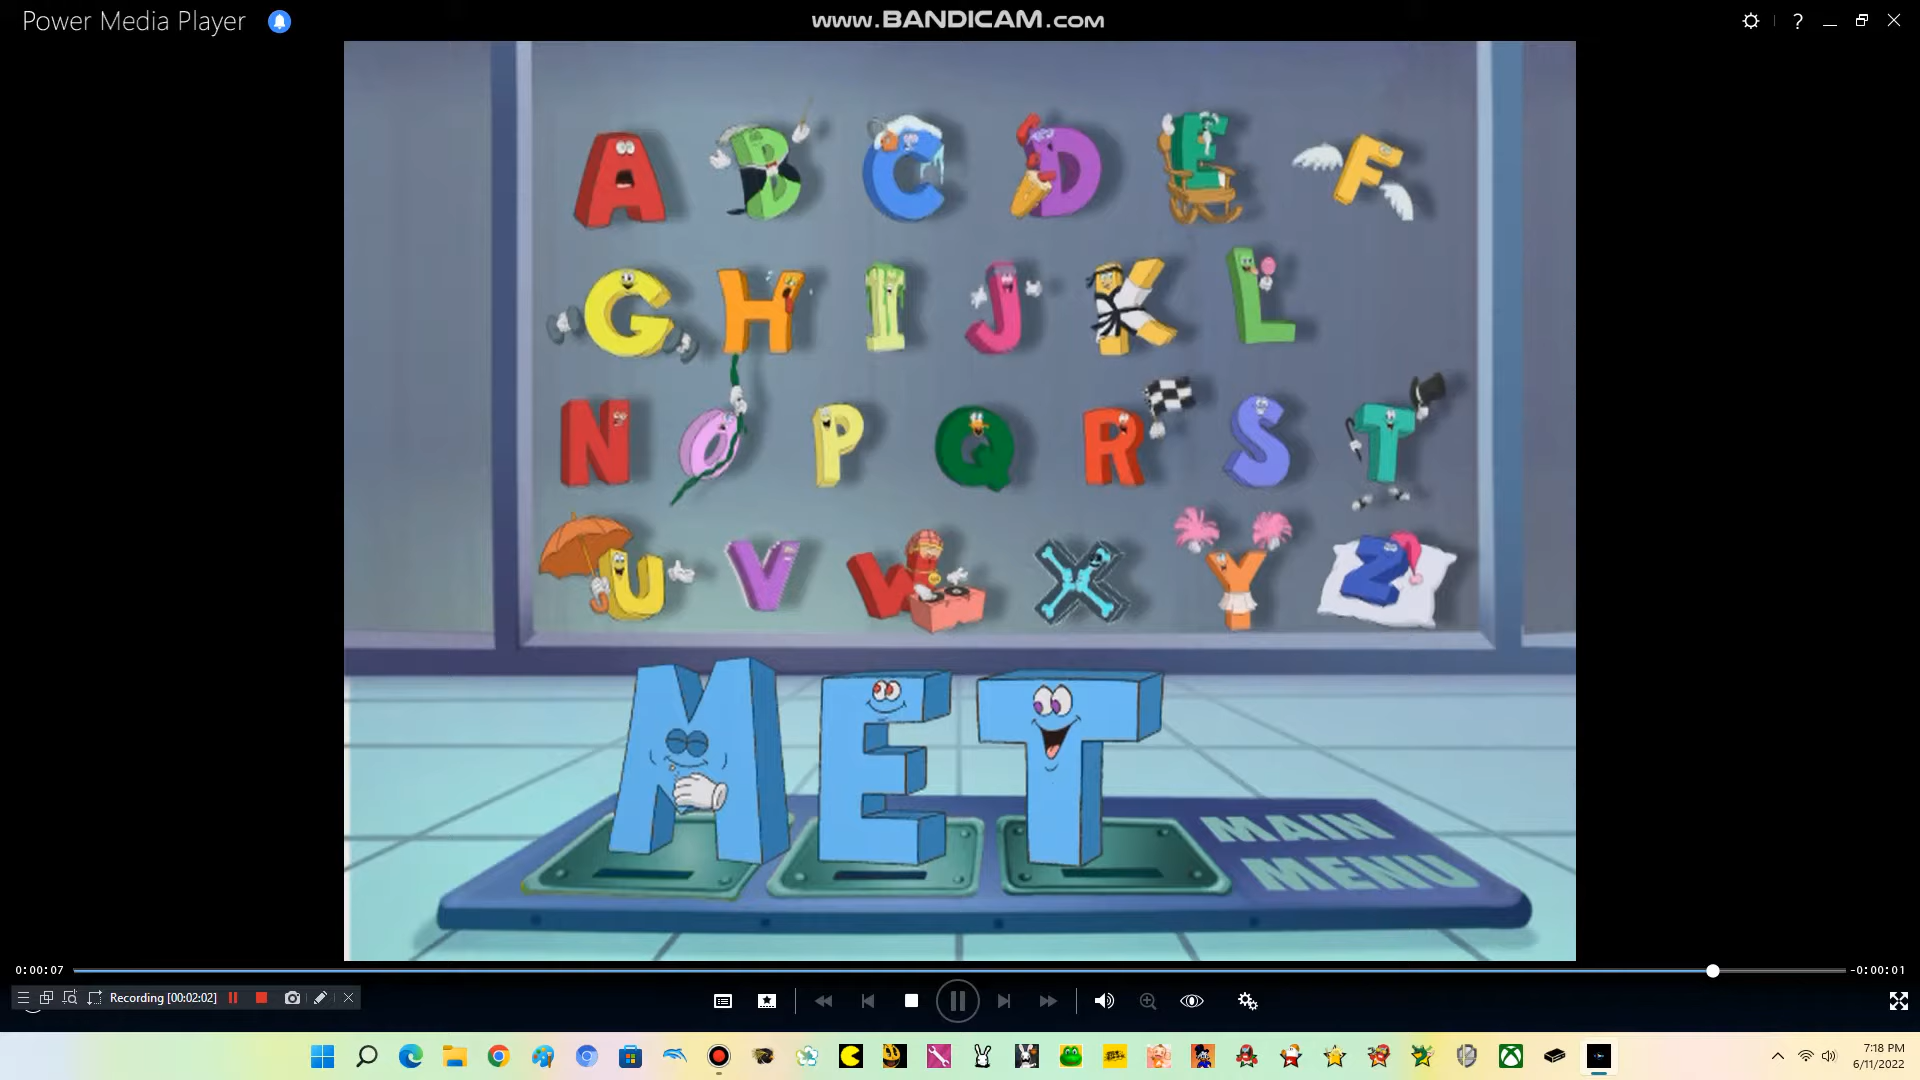 Power Media Player
www.BANDICAM.COM
?
A B C D E F
G H I J K L
N O P Q R S T
U V W X Y Z
MET
MAIN
MENU
0:00:07
-0:00:01
Recording [00:02:02]
7:18 PM
6/11/2022